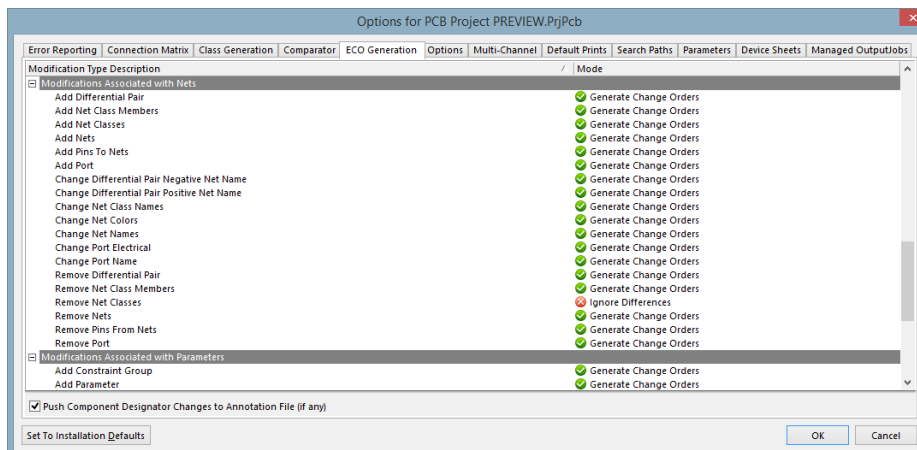 Options for PCB Project PREVIEW.PrjPcb
Error Reporting Connection Matrix Class Generation Comparator ECO Generation Options Multi-Channel Default Prints Search Paths Parameters Device Sheets Managed OutputJobs
Modification Type Description / Mode
Modifications Associated with Nets
Add Differential Pair Generate Change Orders
Add Net Class Members Generate Change Orders
Add Net Classes Generate Change Orders
Add Nets Generate Change Orders
Add Pins To Nets Generate Change Orders
Add Port Generate Change Orders
Change Differential Pair Negative Net Name Generate Change Orders
Change Differential Pair Positive Net Name Generate Change Orders
Change Net Class Names Generate Change Orders
Change Net Colors Generate Change Orders
Change Net Names Generate Change Orders
Change Port Electrical Generate Change Orders
Change Port Name Generate Change Orders
Remove Differential Pair Generate Change Orders
Remove Net Class Members Generate Change Orders
Remove Net Classes Ignore Differences
Remove Nets Generate Change Orders
Remove Pins From Nets Generate Change Orders
Remove Port Generate Change Orders
Modifications Associated with Parameters
Add Constraint Group Generate Change Orders
Add Parameter Generate Change Orders
Push Component Designator Changes to Annotation File (if any)
Set To Installation Defaults OK Cancel